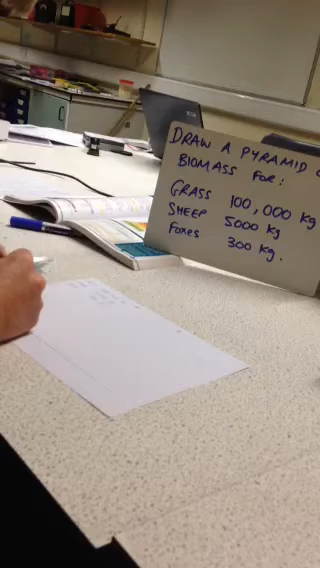 DRAW A PYRAMID O
BIOMASS FOR:
GRASS 100,000 Kg
SHEEP 5000 Kg
Foxes 300 Kg.